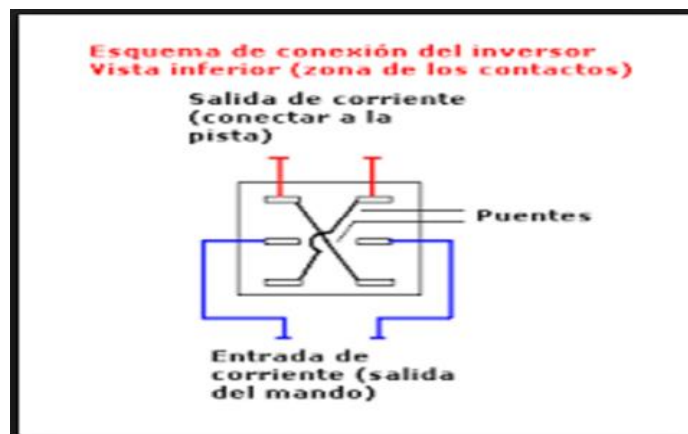 Esquema de conexión del inversor
Vista inferior (zona de los contactos)
Salida de corriente
(conectar a la
pista)
Puentes
Entrada de
corriente (salida
del mando)